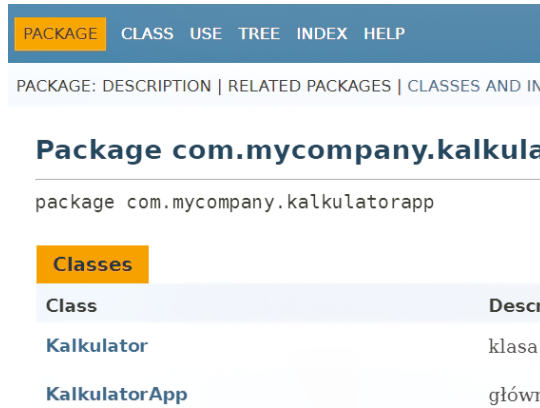 PACKAGE CLASS USE TREE INDEX HELP
PACKAGE: DESCRIPTION | RELATED PACKAGES | CLASSES AND IN
Package com.mycompany.kalkula
package com.mycompany.kalkulatorapp
Classes
Class Descr
Kalkulator klasa
KalkulatorApp główn